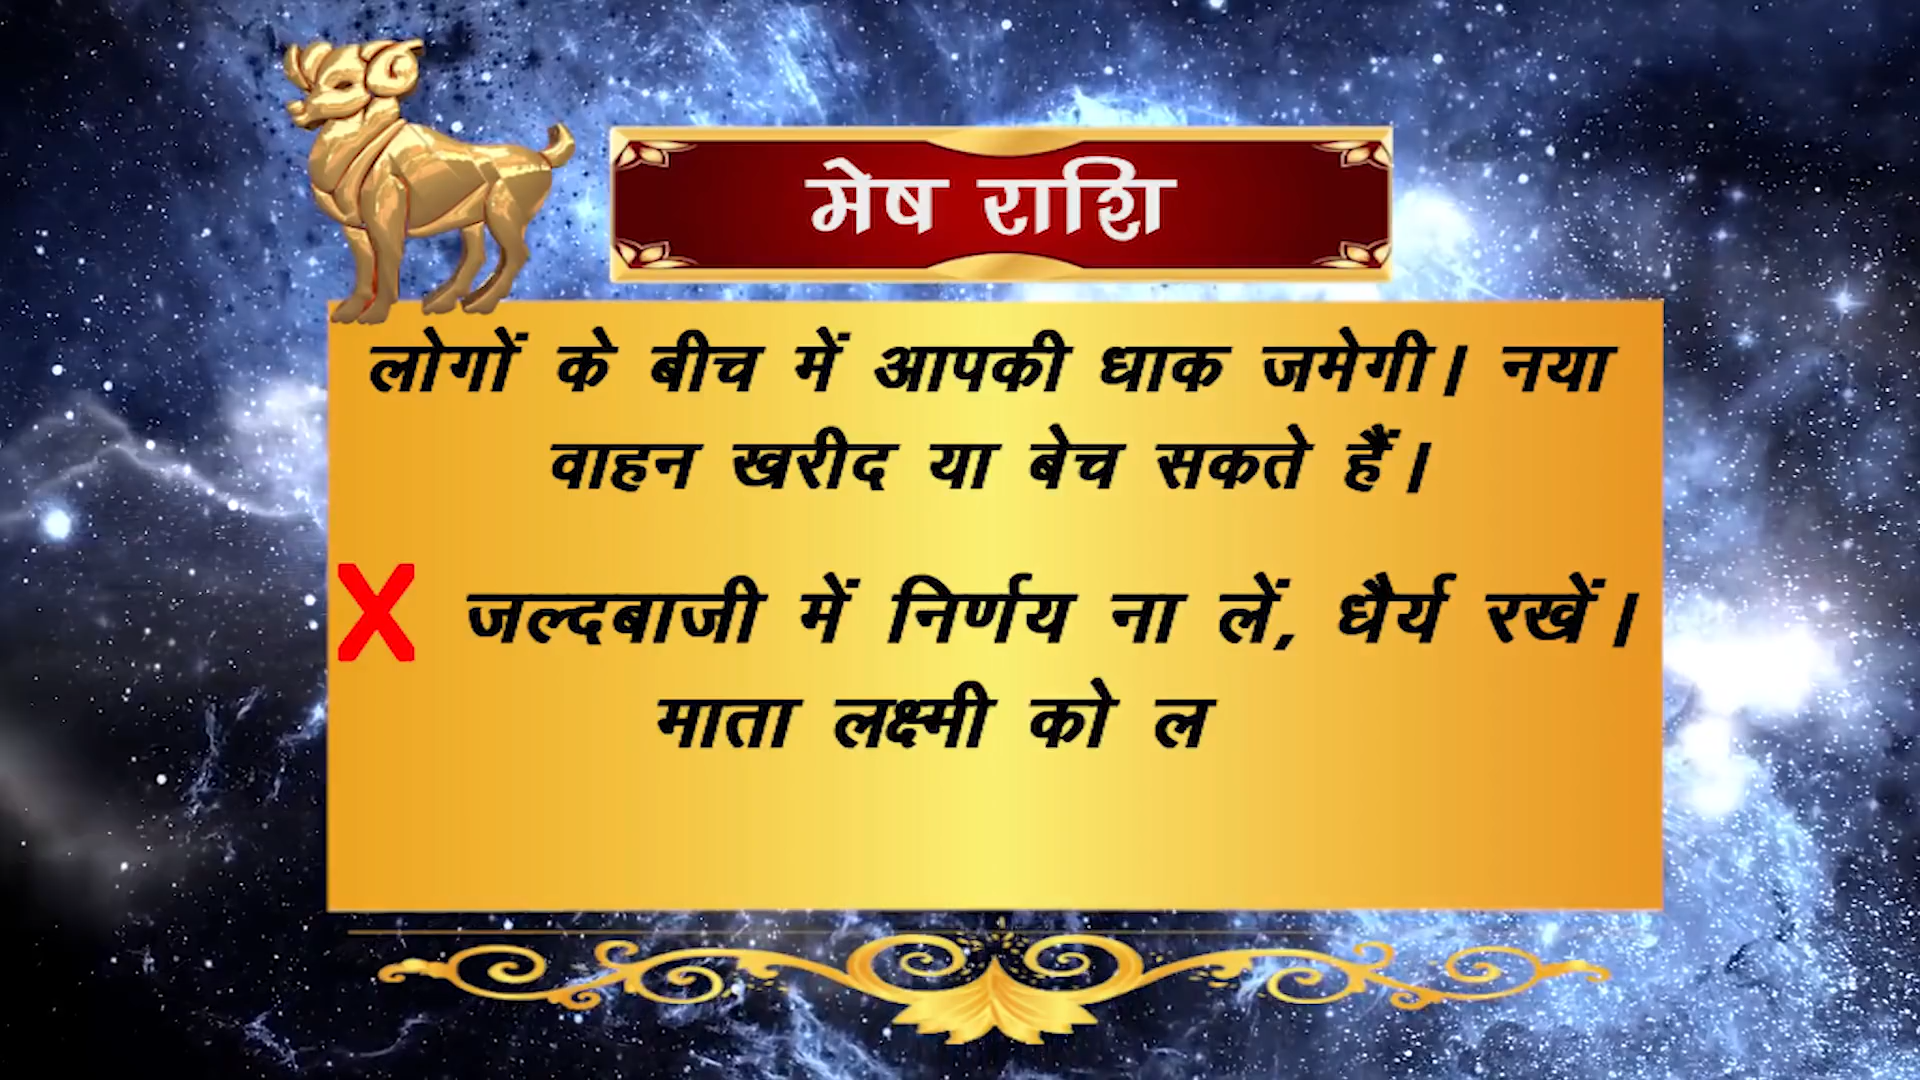 मेष राशि
लोगों के बीच में आपकी धाक जमेगी। नया
वाहन खरीद या बेच सकते हैं।
X जल्दबाजी में निर्णय ना लें, धैर्य रखें।
माता लक्ष्मी को ल